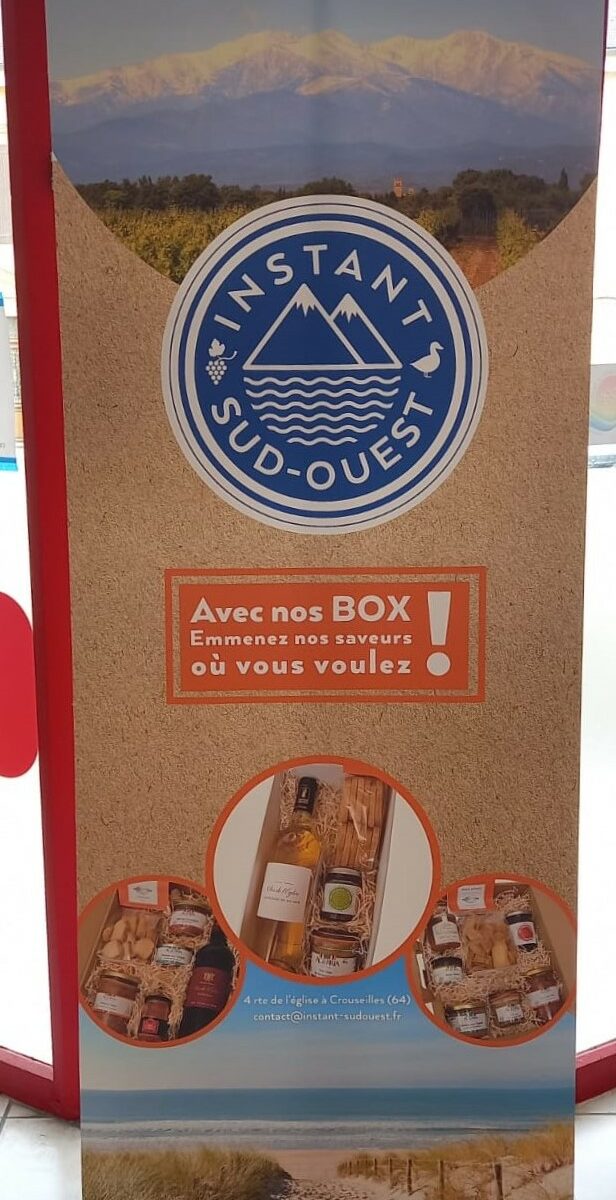 INSTANT
SUD-OUEST
Avec nos BOX
Emmenez nos saveurs
où vous voulez !
4 rte de l'église à Crouseilles (64)
contact@instant-sudouest.fr